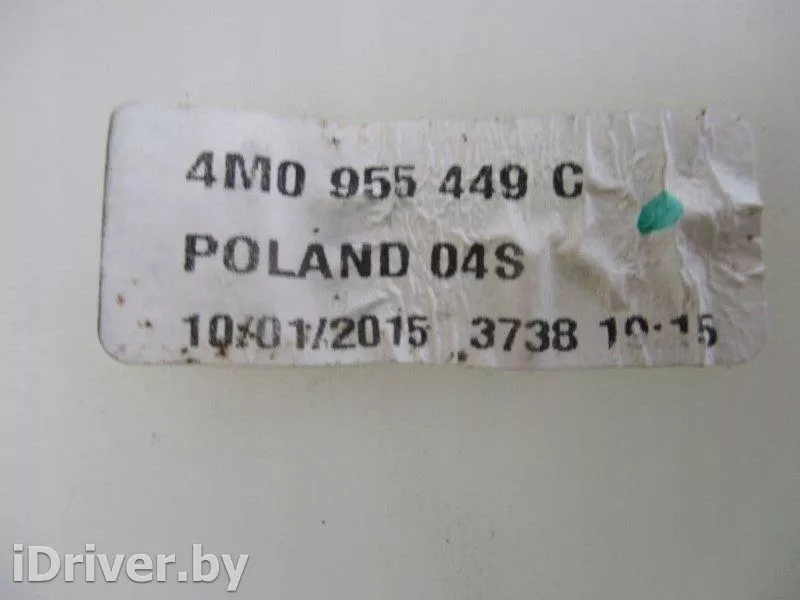 4M0 955 449 C
POLAND 04S
10/01/2015 3738 10:15
iDriver.by